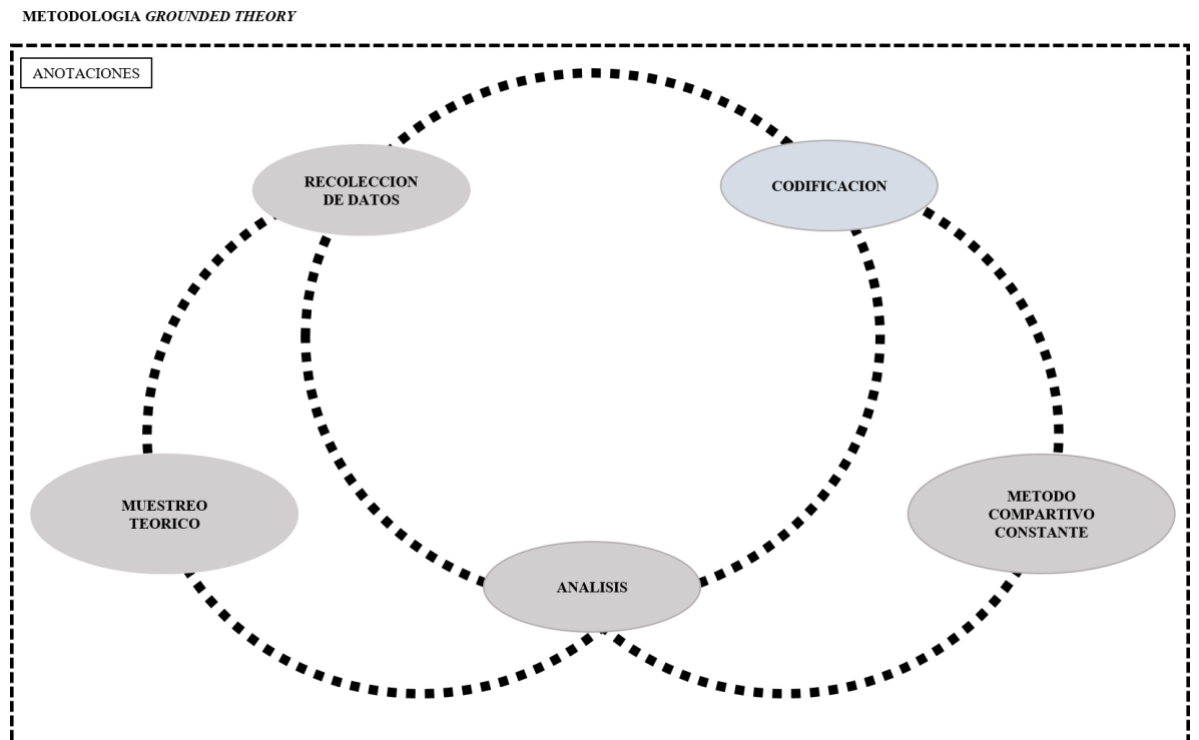 METODOLOGIA GROUNDED THEORY
ANOTACIONES
RECOLECCION
DE DATOS
CODIFICACION
MUESTREO
TEORICO
METODO
COMPARTIVO
CONSTANTE
ANALISIS